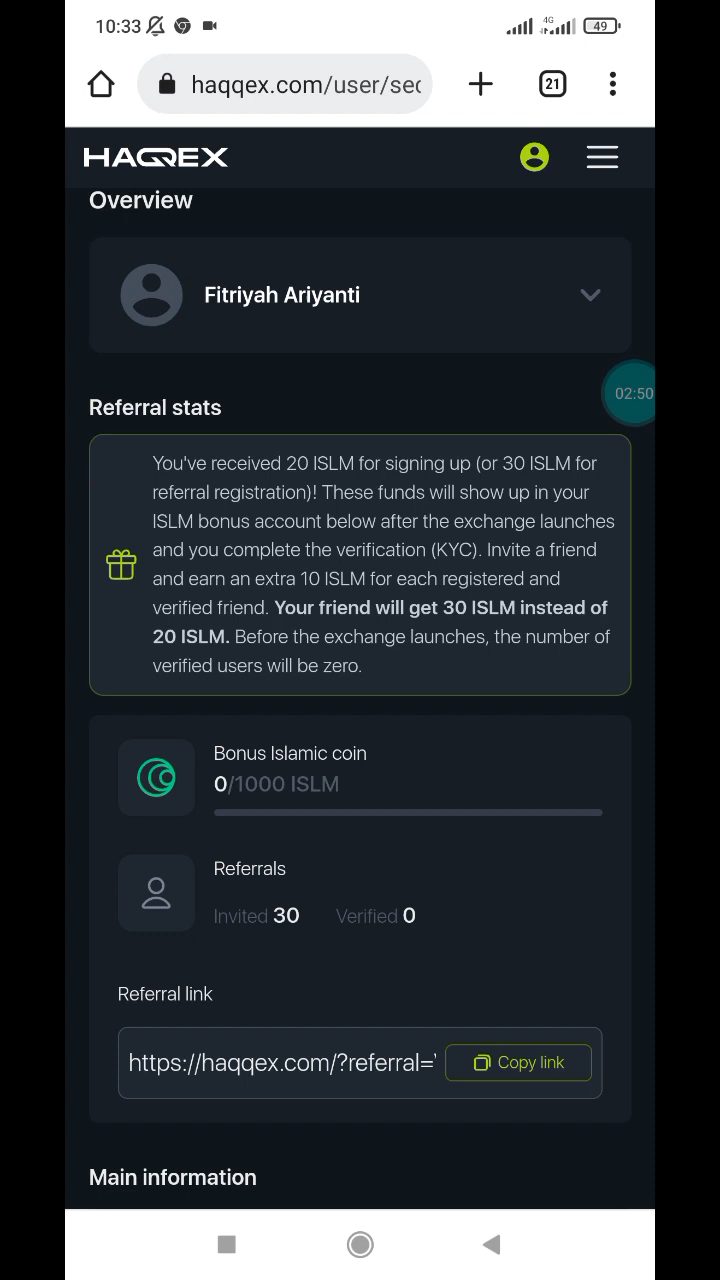 10:33
4G
49
haqqex.com/user/sec
21
HAQQEX
Overview
Fitriyah Ariyanti
02:50
Referral stats
You've received 20 ISLM for signing up (or 30 ISLM for
referral registration)! These funds will show up in your
ISLM bonus account below after the exchange launches
and you complete the verification (KYC). Invite a friend
and earn an extra 10 ISLM for each registered and
verified friend. Your friend will get 30 ISLM instead of
20 ISLM. Before the exchange launches, the number of
verified users will be zero.
Bonus Islamic coin
0/1000 ISLM
Referrals
Invited 30 Verified 0
Referral link
https://haqqex.com/?referral= Copy link
Main information